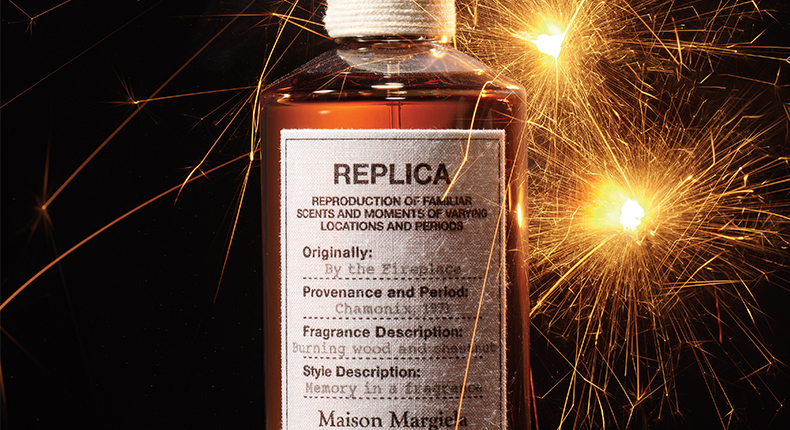 REPLICA
REPRODUCTION OF FAMILIAR
SCENTS AND MOMENTS OF VARYING
LOCATIONS AND PERIODS
Originally:
By the Fireplace
Provenance and Period:
Chamonix, 1971
Fragrance Description:
Burning wood and chestnut
Style Description:
Memory in a fragrance
Maison Margiela